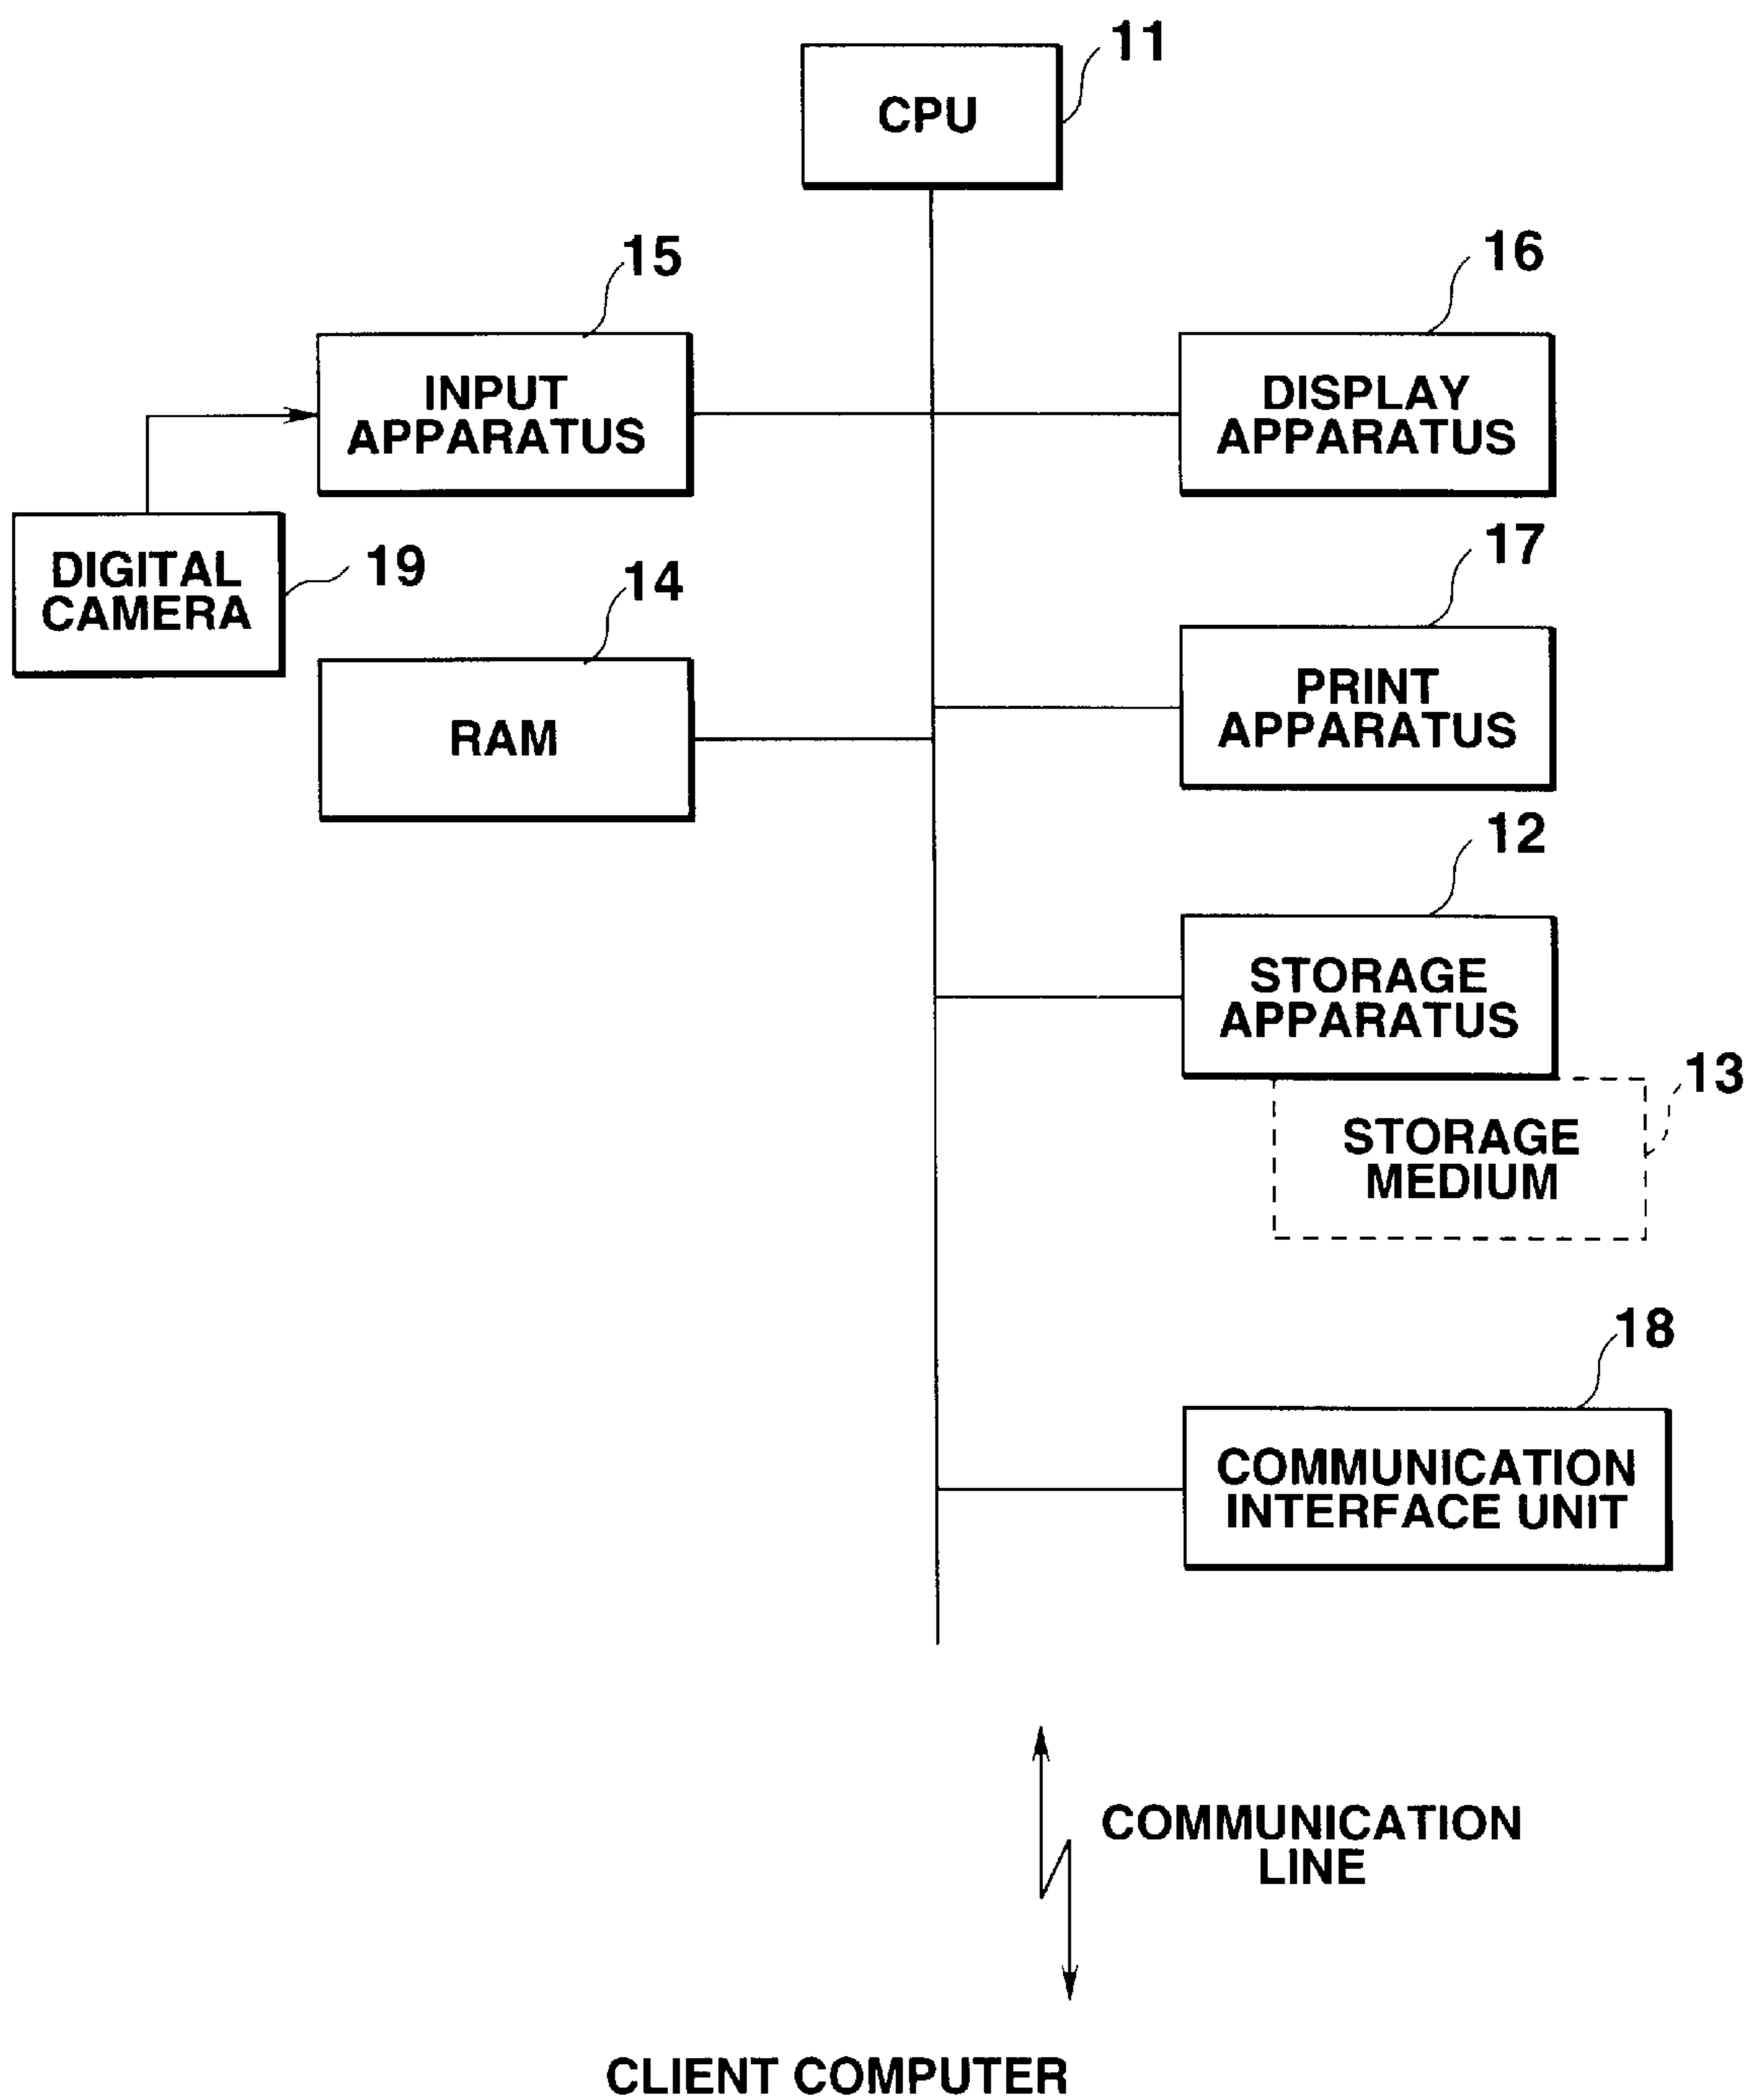 11
CPU
15
16
INPUT
APPARATUS
DISPLAY
APPARATUS
17
DIGITAL
CAMERA
19
14
PRINT
APPARATUS
RAM
12
STORAGE
APPARATUS
13
STORAGE
MEDIUM
18
COMMUNICATION
INTERFACE UNIT
COMMUNICATION
LINE
CLIENT COMPUTER